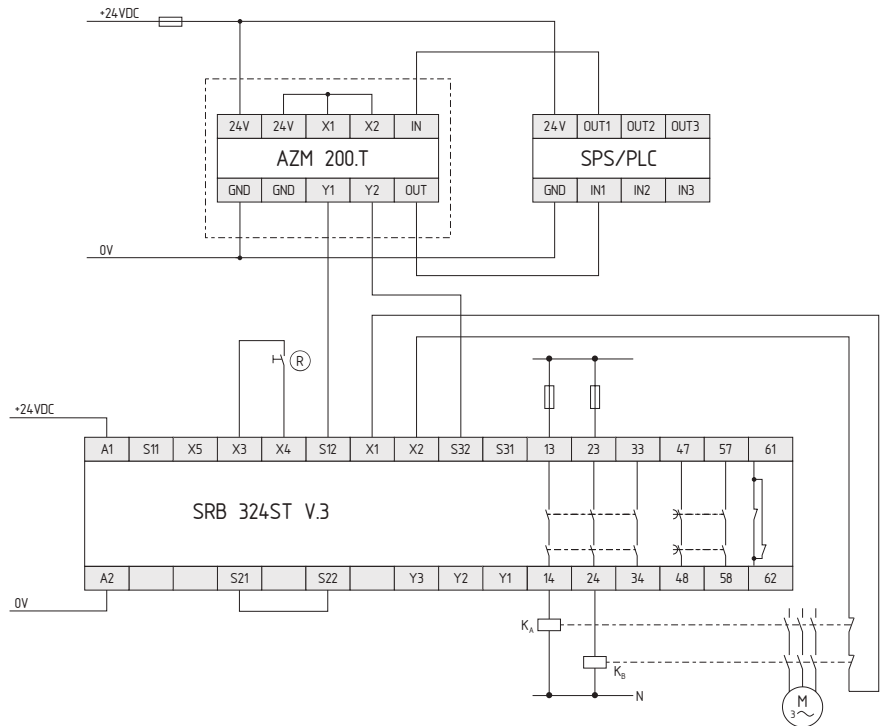 +24VDC
24V 24V X1 X2 IN
AZM 200.T
GND GND Y1 Y2 OUT
24V OUT1 OUT2 OUT3
SPS/PLC
GND IN1 IN2 IN3
0V
R
+24VDC
A1 S11 X5 X3 X4 S12 X1 X2 S32 S31 13 23 33 47 57 61
SRB 324ST V.3
A2 S21 S22 Y3 Y2 Y1 14 24 34 48 58 62
0V
KA
KB
N
M
3~